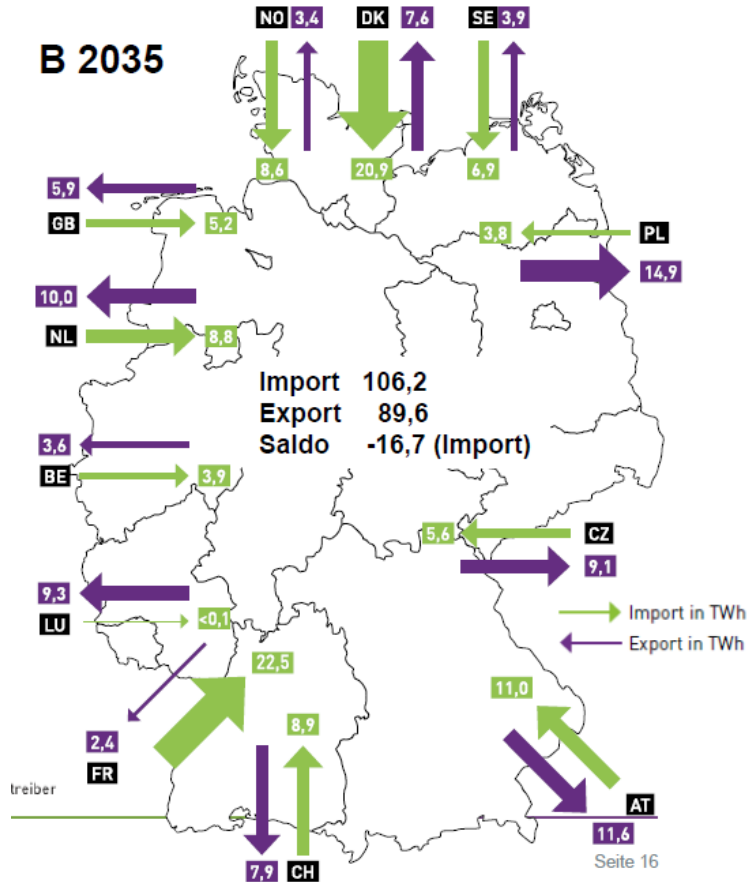 NO 3,4 DK 7,6 SE 3,9
B 2035
8,6 20,9 6,9
5,9
GB 5,2
3,8 PL
14,9
10,0
NL 8,8
Import 106,2
Export 89,6
Saldo -16,7 (Import)
3,6
BE 3,9
5,6 CZ
9,1
9,3
LU <0,1
Import in TWh
Export in TWh
22,5
11,0
8,9
2,4
FR
treiber
AT
11,6
Seite 16
7,9 CH